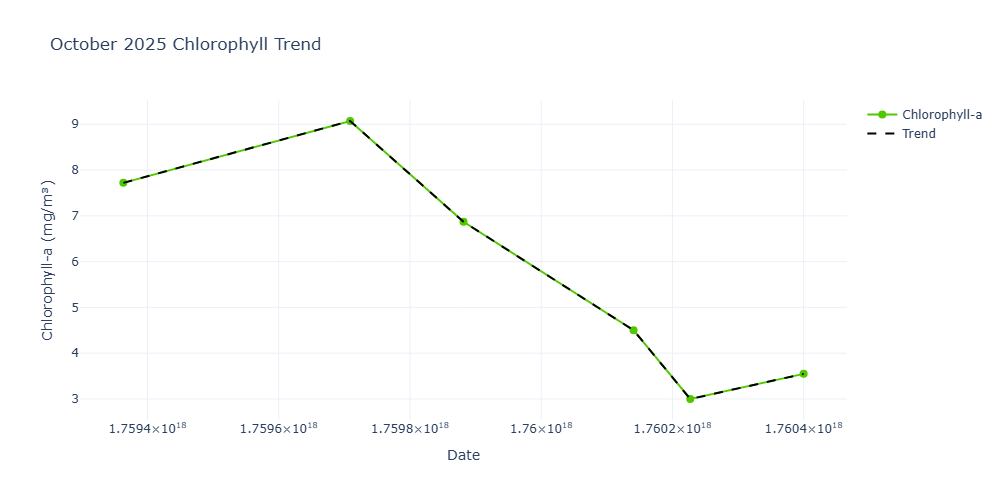 October 2025 Chlorophyll Trend
Chlorophyll-a
Trend
Chlorophyll-a (mg/m³)
9
8
7
6
5
4
3
1.7594×10¹⁸ 1.7596×10¹⁸ 1.7598×10¹⁸ 1.76×10¹⁸ 1.7602×10¹⁸ 1.7604×10¹⁸
Date